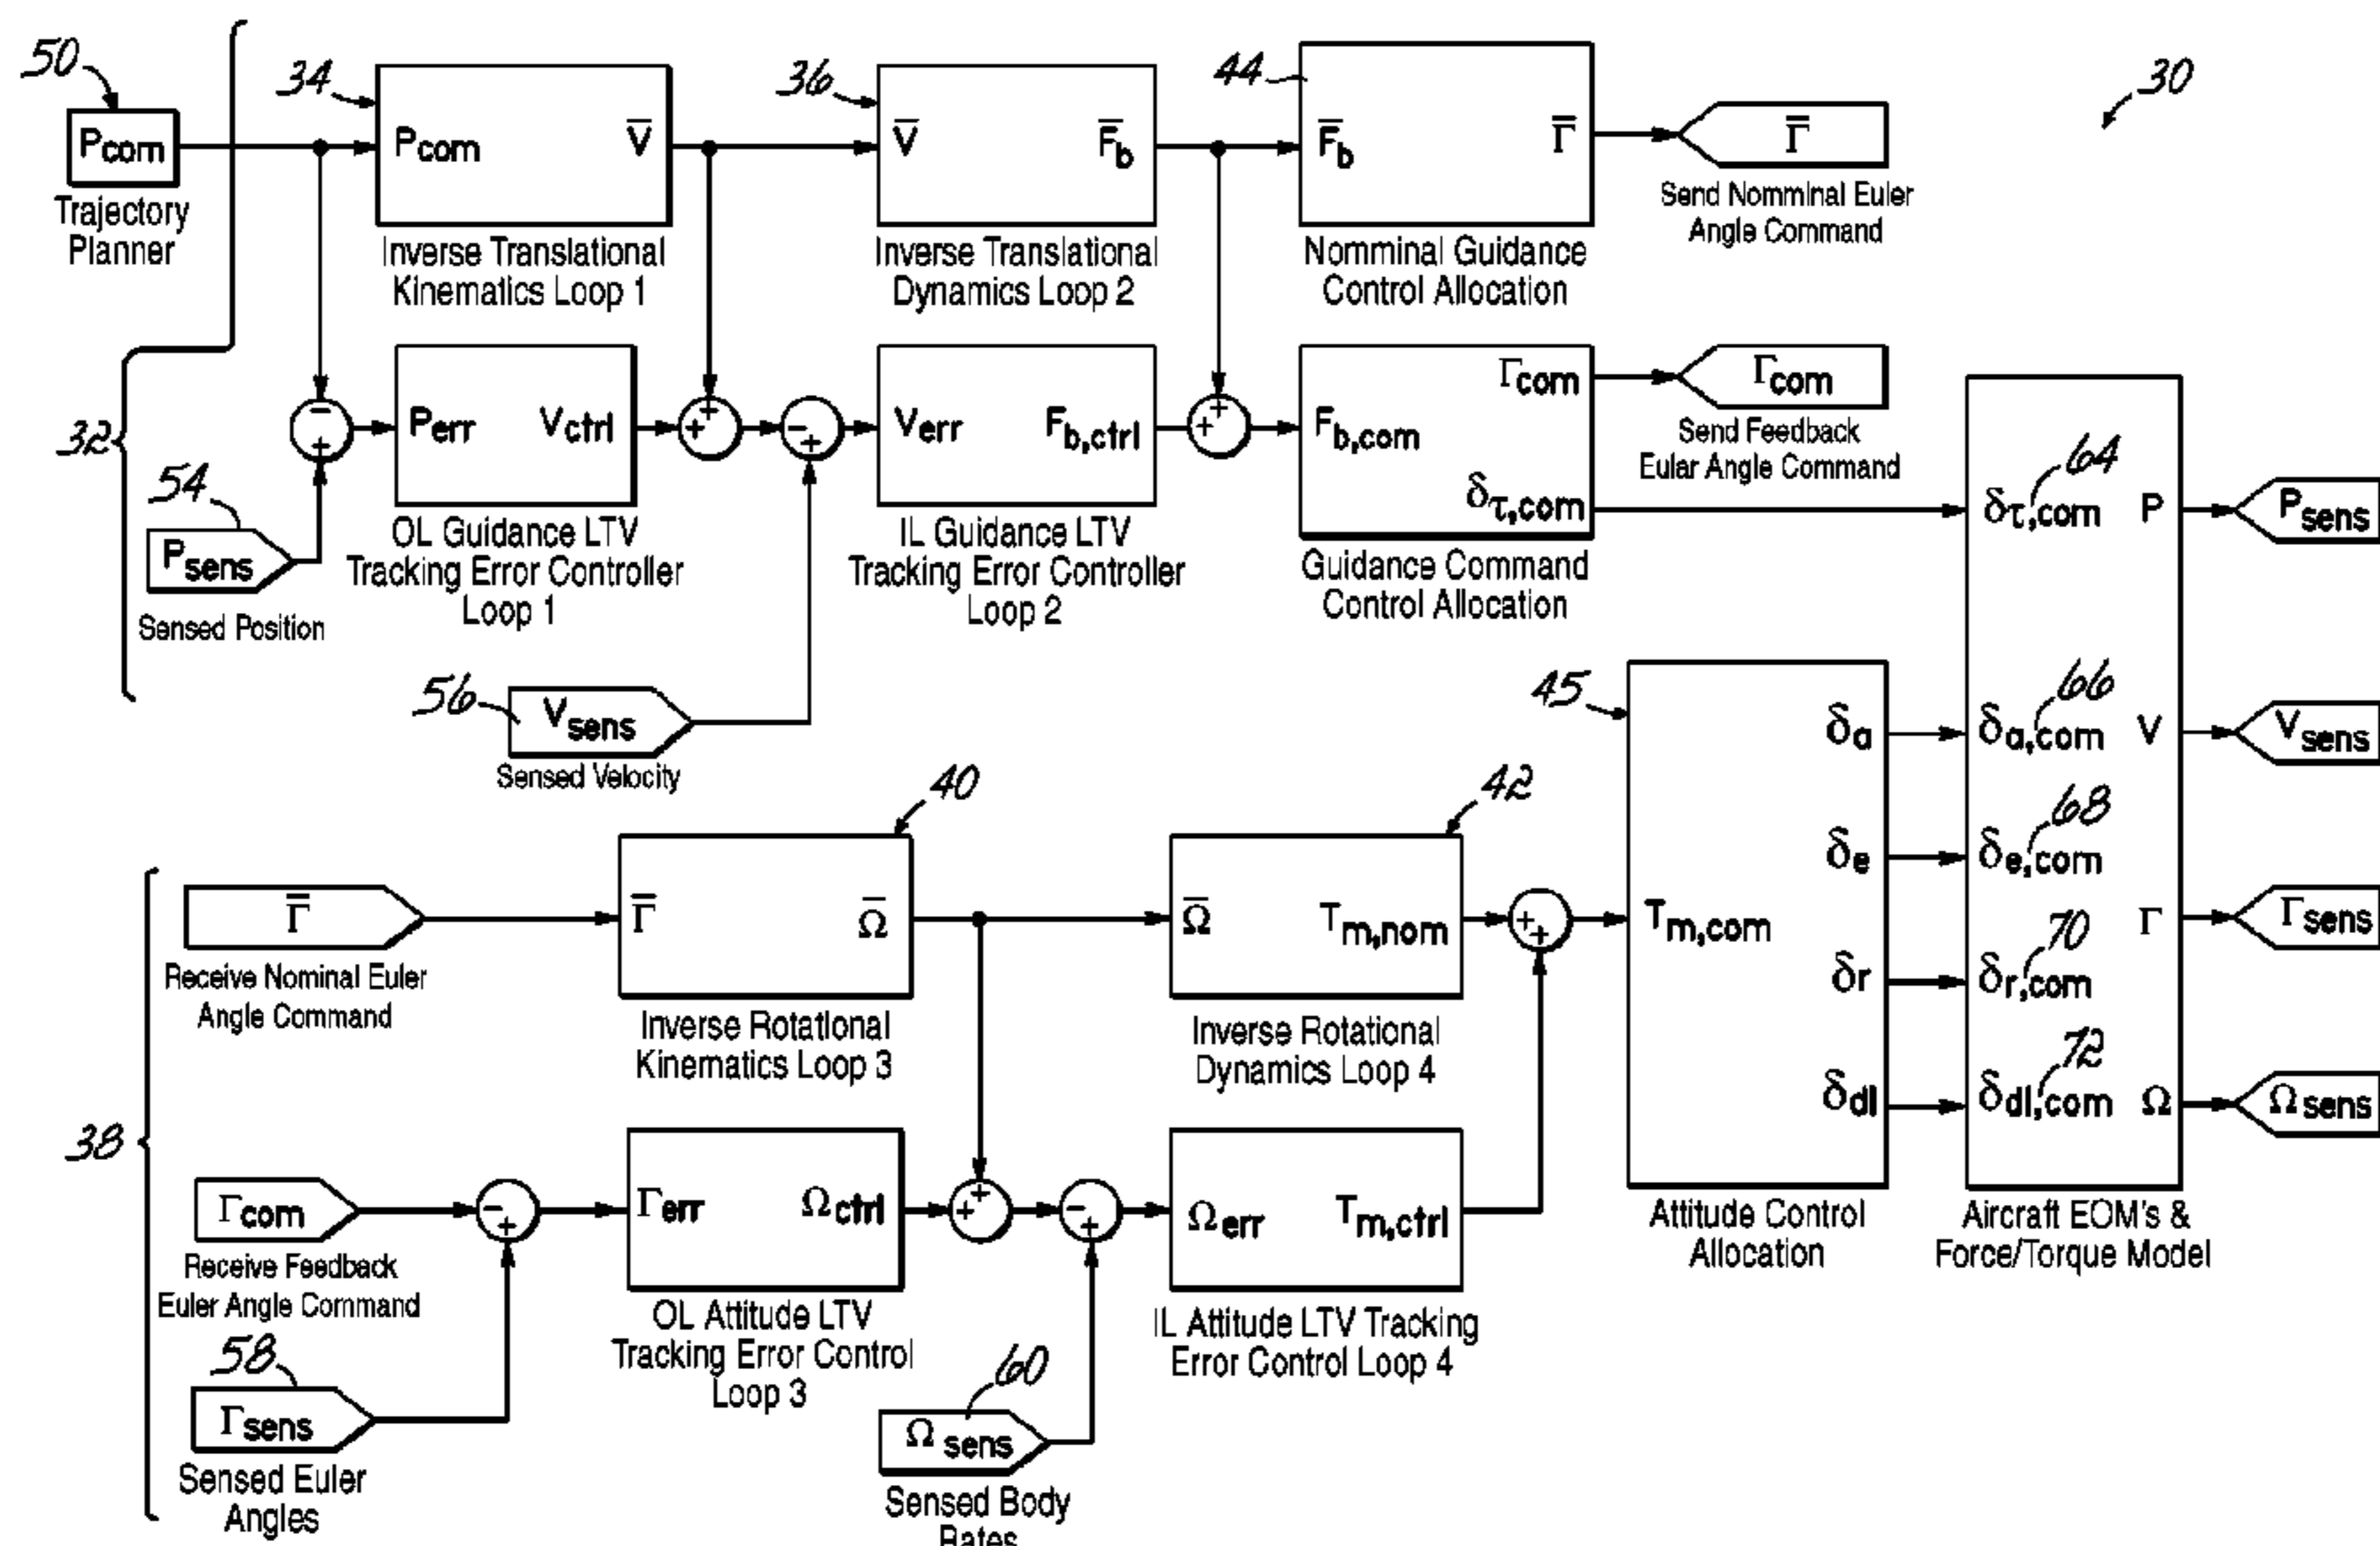 50
34
36
44
30
Pcom
Trajectory
Planner
Pcom V̅
Inverse Translational
Kinematics Loop 1
V̅ F̅b
Inverse Translational
Dynamics Loop 2
F̅b Γ̅
Nomminal Guidance
Control Allocation
Γ̅
Send Nomminal Euler
Angle Command
32
-
+
54
Psens
Sensed Position
Perr Vctrl
OL Guidance LTV
Tracking Error Controller
Loop 1
+
+
-
+
Verr Fb,ctrl
IL Guidance LTV
Tracking Error Controller
Loop 2
+
+
Fb,com
Γcom
δτ,com
Guidance Command
Control Allocation
Γcom
Send Feedback
Eular Angle Command
56
Vsens
Sensed Velocity
64
δτ,com P
Psens
45
66
δa
δa,com V
Vsens
68
δe
δe,com
Tm,com
Γ
Γsens
70
δr
δr,com
72
δdl
δdl,com Ω
Ωsens
Attitude Control
Allocation
Aircraft EOM's &
Force/Torque Model
38
Γ̅
Receive Nominal Euler
Angle Command
40
Γ̅ Ω̅
Inverse Rotational
Kinematics Loop 3
42
Ω̅ Tm,nom
Inverse Rotational
Dynamics Loop 4
+
+
Γcom
Receive Feedback
Euler Angle Command
-
+
58
Γsens
Sensed Euler
Angles
Γerr Ωctrl
OL Attitude LTV
Tracking Error Control
Loop 3
+
+
-
+
60
Ωsens
Sensed Body
Rates
Ωerr Tm,ctrl
IL Attitude LTV Tracking
Error Control Loop 4